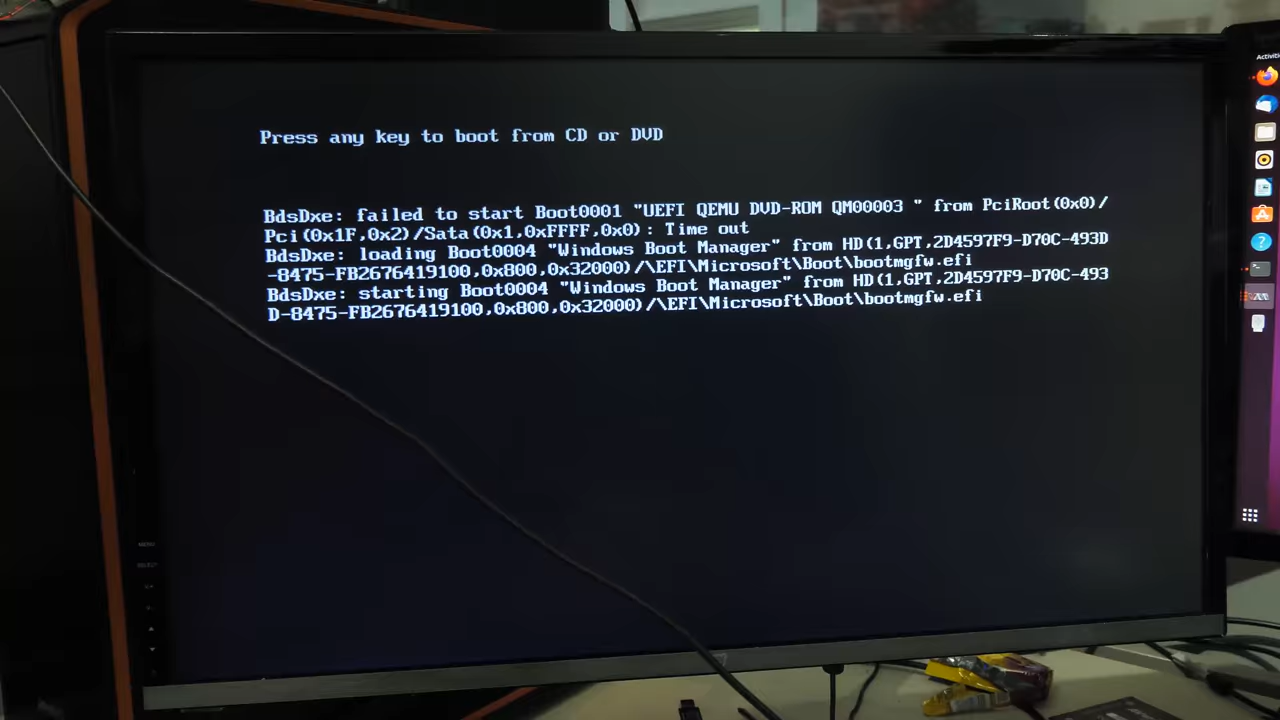 Press any key to boot from CD or DVD
BdsDxe: failed to start Boot0001 "UEFI QEMU DVD-ROM QM00003 " from PciRoot(0x0)/
Pci(0x1F,0x2)/Sata(0x1,0xFFFF,0x0): Time out
BdsDxe: loading Boot0004 "Windows Boot Manager" from HD(1,GPT,2D4597F9-D70C-493D
-8475-FB2676419100,0x800,0x32000)/\EFI\Microsoft\Boot\bootmgfw.efi
BdsDxe: starting Boot0004 "Windows Boot Manager" from HD(1,GPT,2D4597F9-D70C-493
D-8475-FB2676419100,0x800,0x32000)/\EFI\Microsoft\Boot\bootmgfw.efi
MENU
SELECT